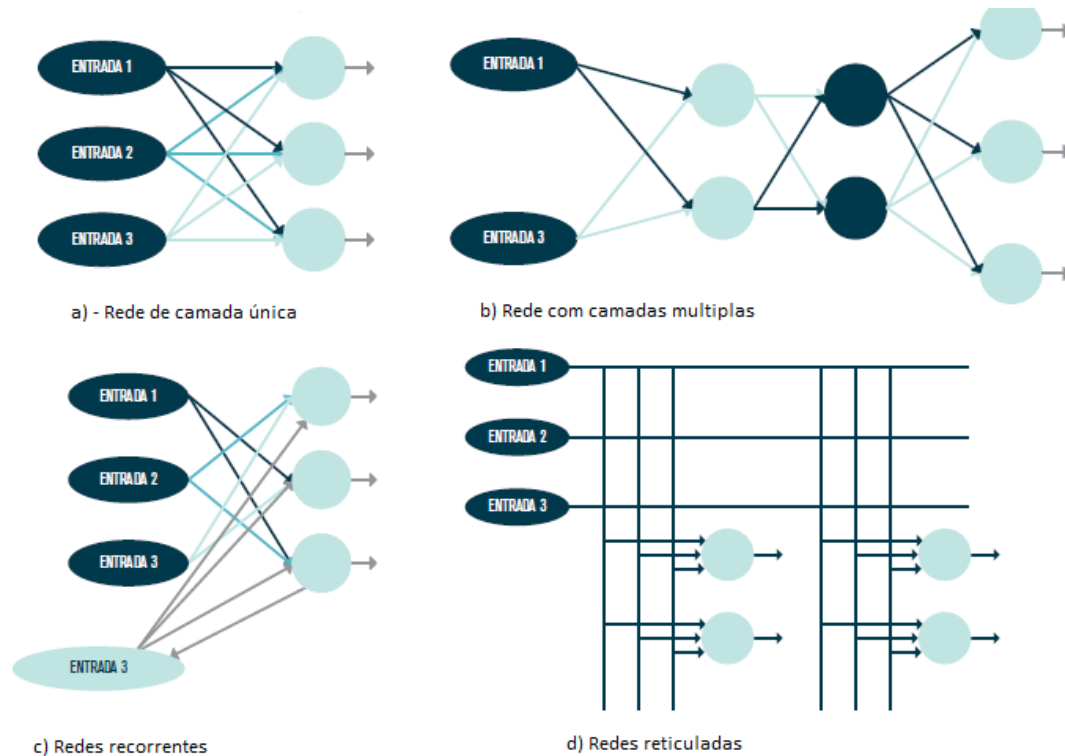 ENTRADA 1
ENTRADA 2
ENTRADA 3
a) - Rede de camada única
ENTRADA 1
ENTRADA 3
b) Rede com camadas multiplas
ENTRADA 1
ENTRADA 2
ENTRADA 3
ENTRADA 3
c) Redes recorrentes
ENTRADA 1
ENTRADA 2
ENTRADA 3
d) Redes reticuladas